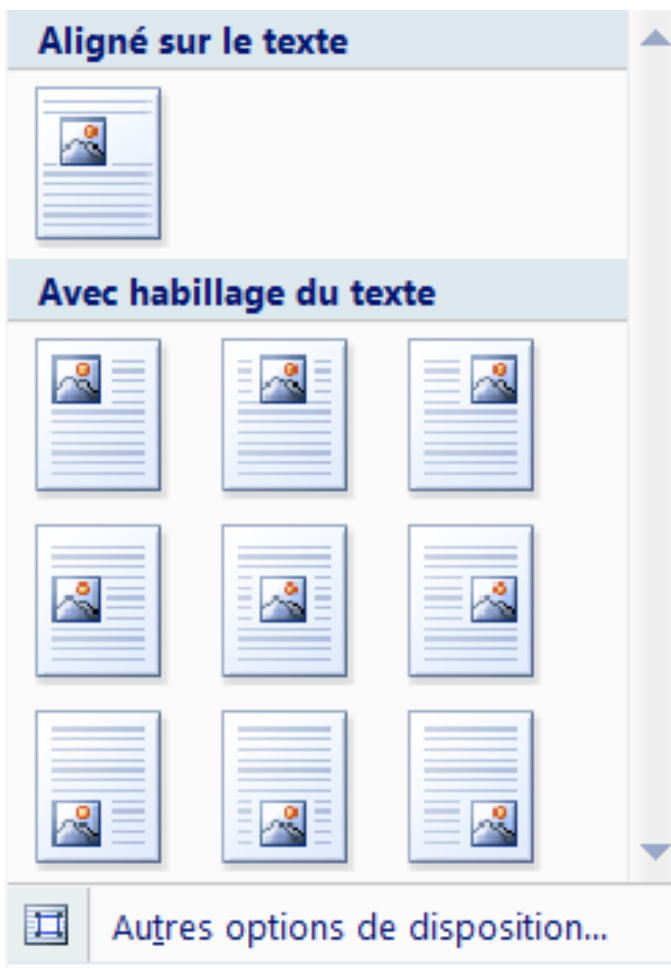 Aligné sur le texte
Avec habillage du texte
Autres options de disposition...